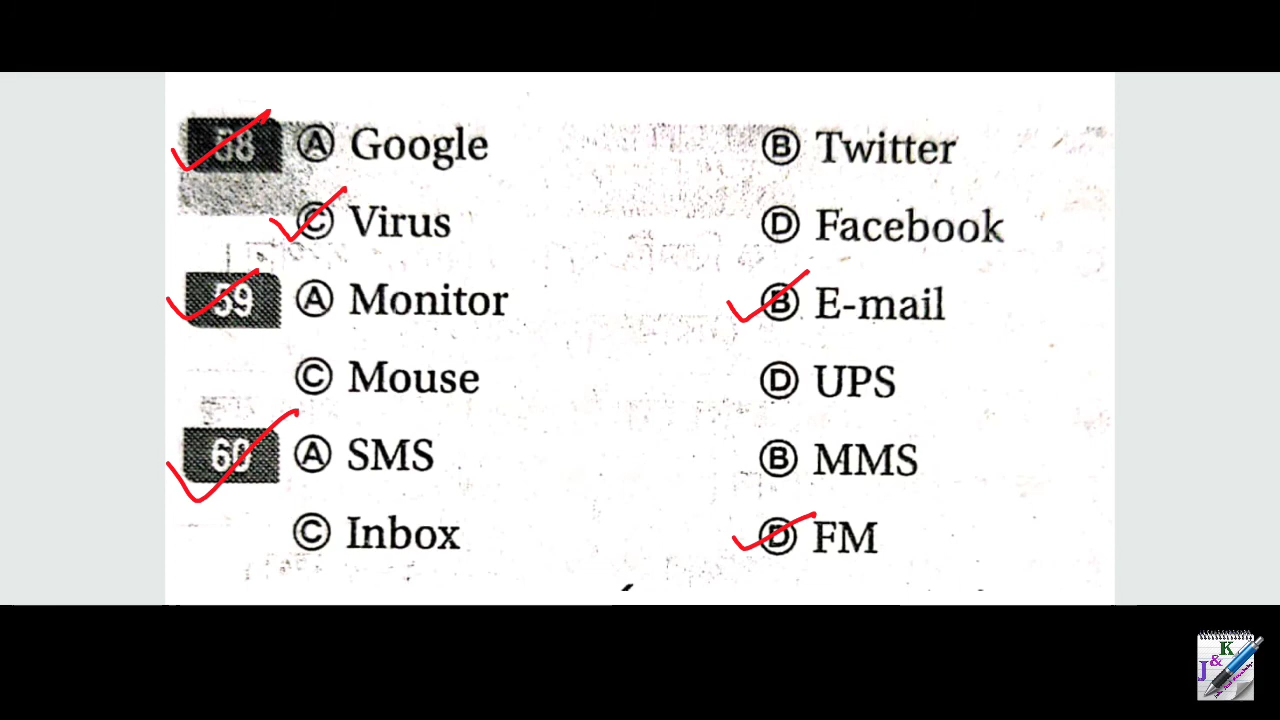 58 Ⓐ Google Ⓑ Twitter
Ⓒ Virus Ⓓ Facebook
59 Ⓐ Monitor Ⓑ E-mail
Ⓒ Mouse Ⓓ UPS
60 Ⓐ SMS Ⓑ MMS
Ⓒ Inbox Ⓓ FM
J&K